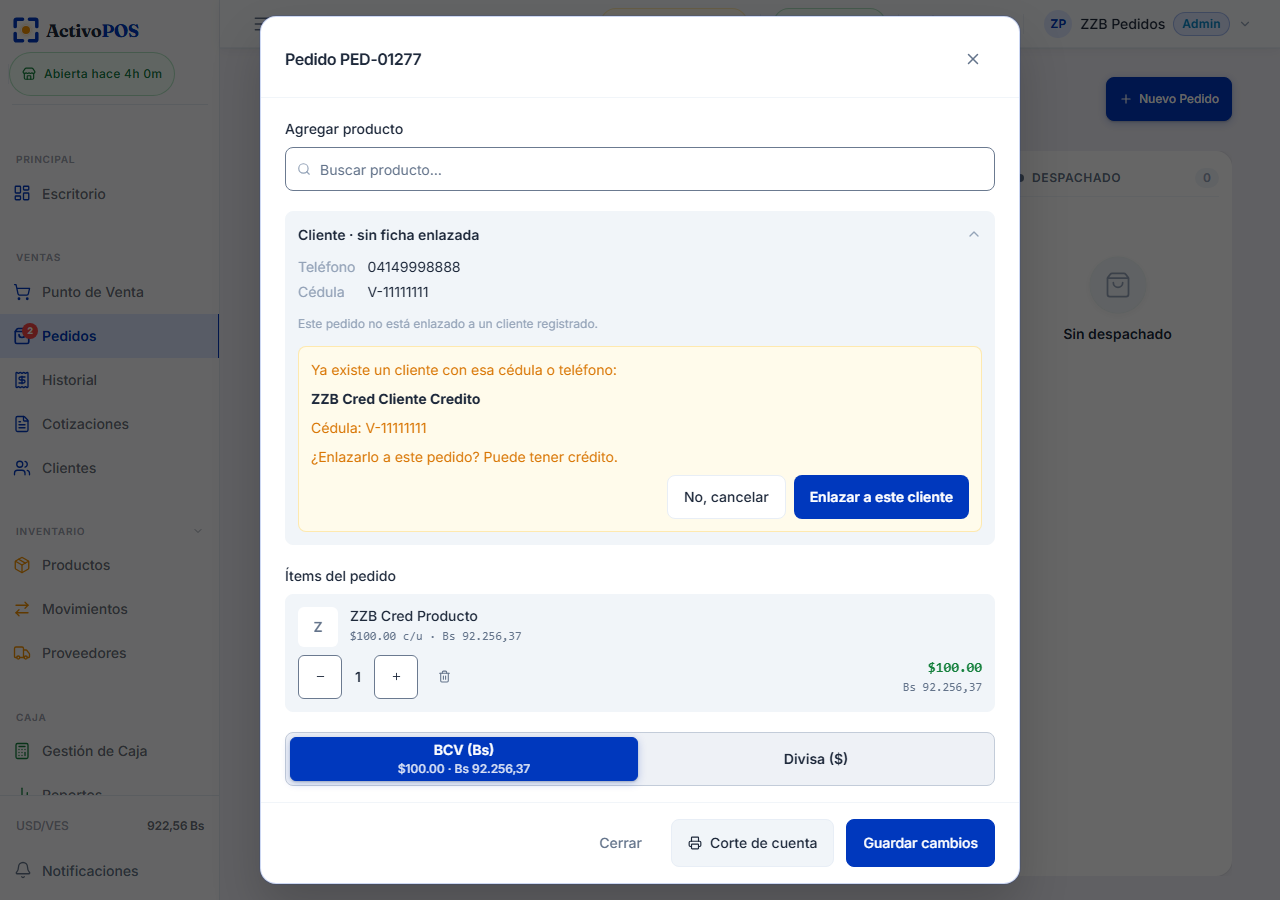 ActivoPOS
Abierta hace 4h 0m
PRINCIPAL
Escritorio
VENTAS
Punto de Venta
2
Pedidos
Historial
Cotizaciones
Clientes
INVENTARIO
Productos
Movimientos
Proveedores
CAJA
Gestión de Caja
Reportes
USD/VES 922,56 Bs
Notificaciones
ZP ZZB Pedidos Admin
+ Nuevo Pedido
DESPACHADO 0
Sin despachado
Pedido PED-01277
Agregar producto
Buscar producto...
Cliente · sin ficha enlazada
Teléfono 04149998888
Cédula V-11111111
Este pedido no está enlazado a un cliente registrado.
Ya existe un cliente con esa cédula o teléfono:
ZZB Cred Cliente Credito
Cédula: V-11111111
¿Enlazarlo a este pedido? Puede tener crédito.
No, cancelar
Enlazar a este cliente
Ítems del pedido
Z
ZZB Cred Producto
$100.00 c/u · Bs 92.256,37
− 1 +
$100.00
Bs 92.256,37
BCV (Bs)
$100.00 · Bs 92.256,37
Divisa ($)
Cerrar
Corte de cuenta
Guardar cambios